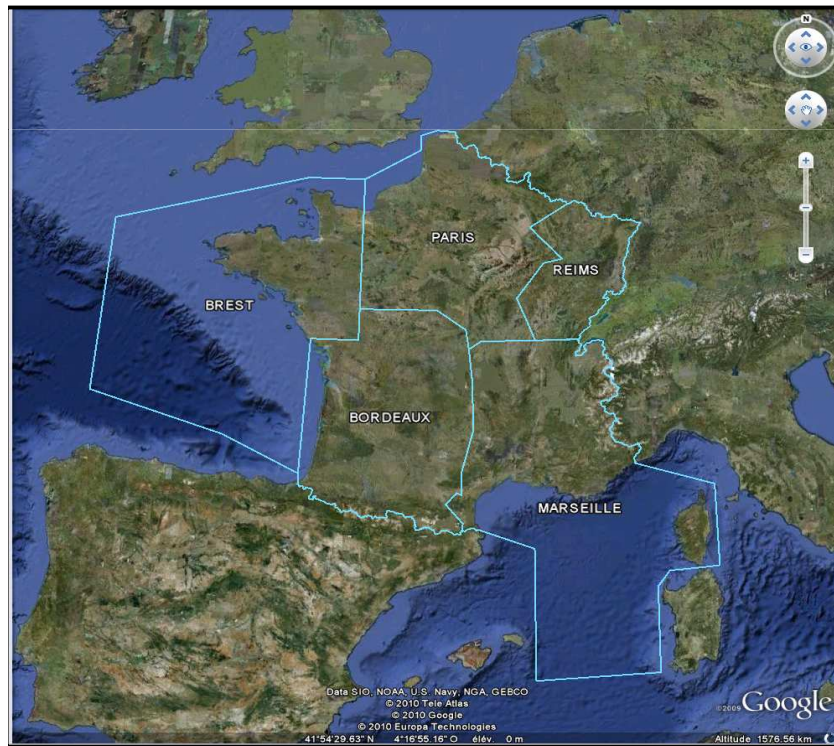 N
PARIS
REIMS
BREST
BORDEAUX
MARSEILLE
Data SIO, NOAA, U.S. Navy, NGA, GEBCO
© 2010 Tele Atlas
© 2010 Google
© 2010 Europa Technologies
©2009 Google
41°54'29.63" N 4°16'55.16" O élév. 0 m
Altitude 1576.56 km